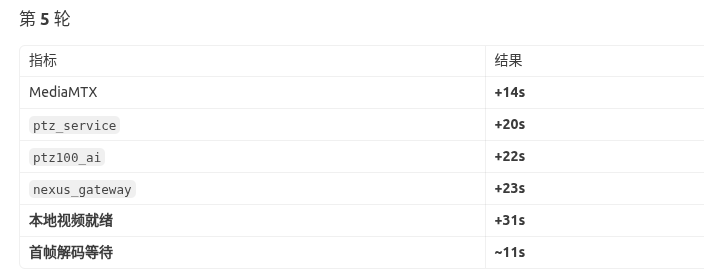 第 5 轮
指标 结果
MediaMTX +14s
ptz_service +20s
ptz100_ai +22s
nexus_gateway +23s
本地视频就绪 +31s
首帧解码等待 ~11s